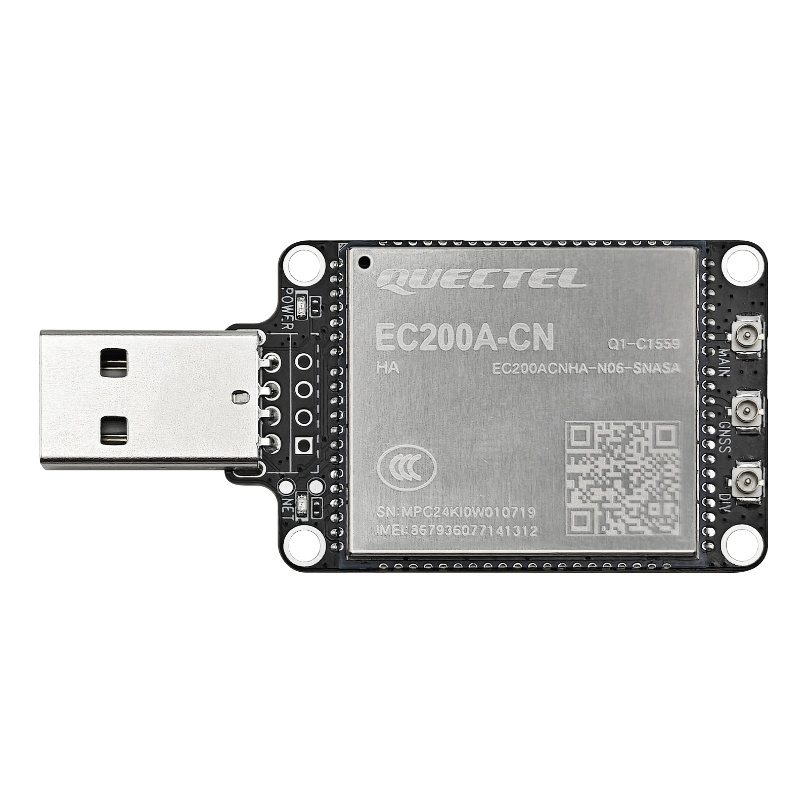 QUECTEL
EC200A-CN
Q1-C1559
HA
EC200ACNHA-N06-SNASA
SN:MPC24KI0W010719
IMEI:867936077141312
POWER
NET
MAIN
GNSS
DIV